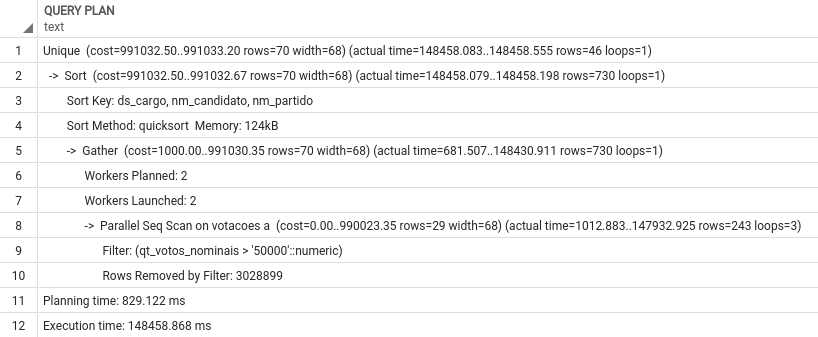 QUERY PLAN
text
1 Unique (cost=991032.50..991033.20 rows=70 width=68) (actual time=148458.083..148458.555 rows=46 loops=1)
2 -> Sort (cost=991032.50..991032.67 rows=70 width=68) (actual time=148458.079..148458.198 rows=730 loops=1)
3 Sort Key: ds_cargo, nm_candidato, nm_partido
4 Sort Method: quicksort Memory: 124kB
5 -> Gather (cost=1000.00..991030.35 rows=70 width=68) (actual time=681.507..148430.911 rows=730 loops=1)
6 Workers Planned: 2
7 Workers Launched: 2
8 -> Parallel Seq Scan on votacoes a (cost=0.00..990023.35 rows=29 width=68) (actual time=1012.883..147932.925 rows=243 loops=3)
9 Filter: (qt_votos_nominais > '50000'::numeric)
10 Rows Removed by Filter: 3028899
11 Planning time: 829.122 ms
12 Execution time: 148458.868 ms